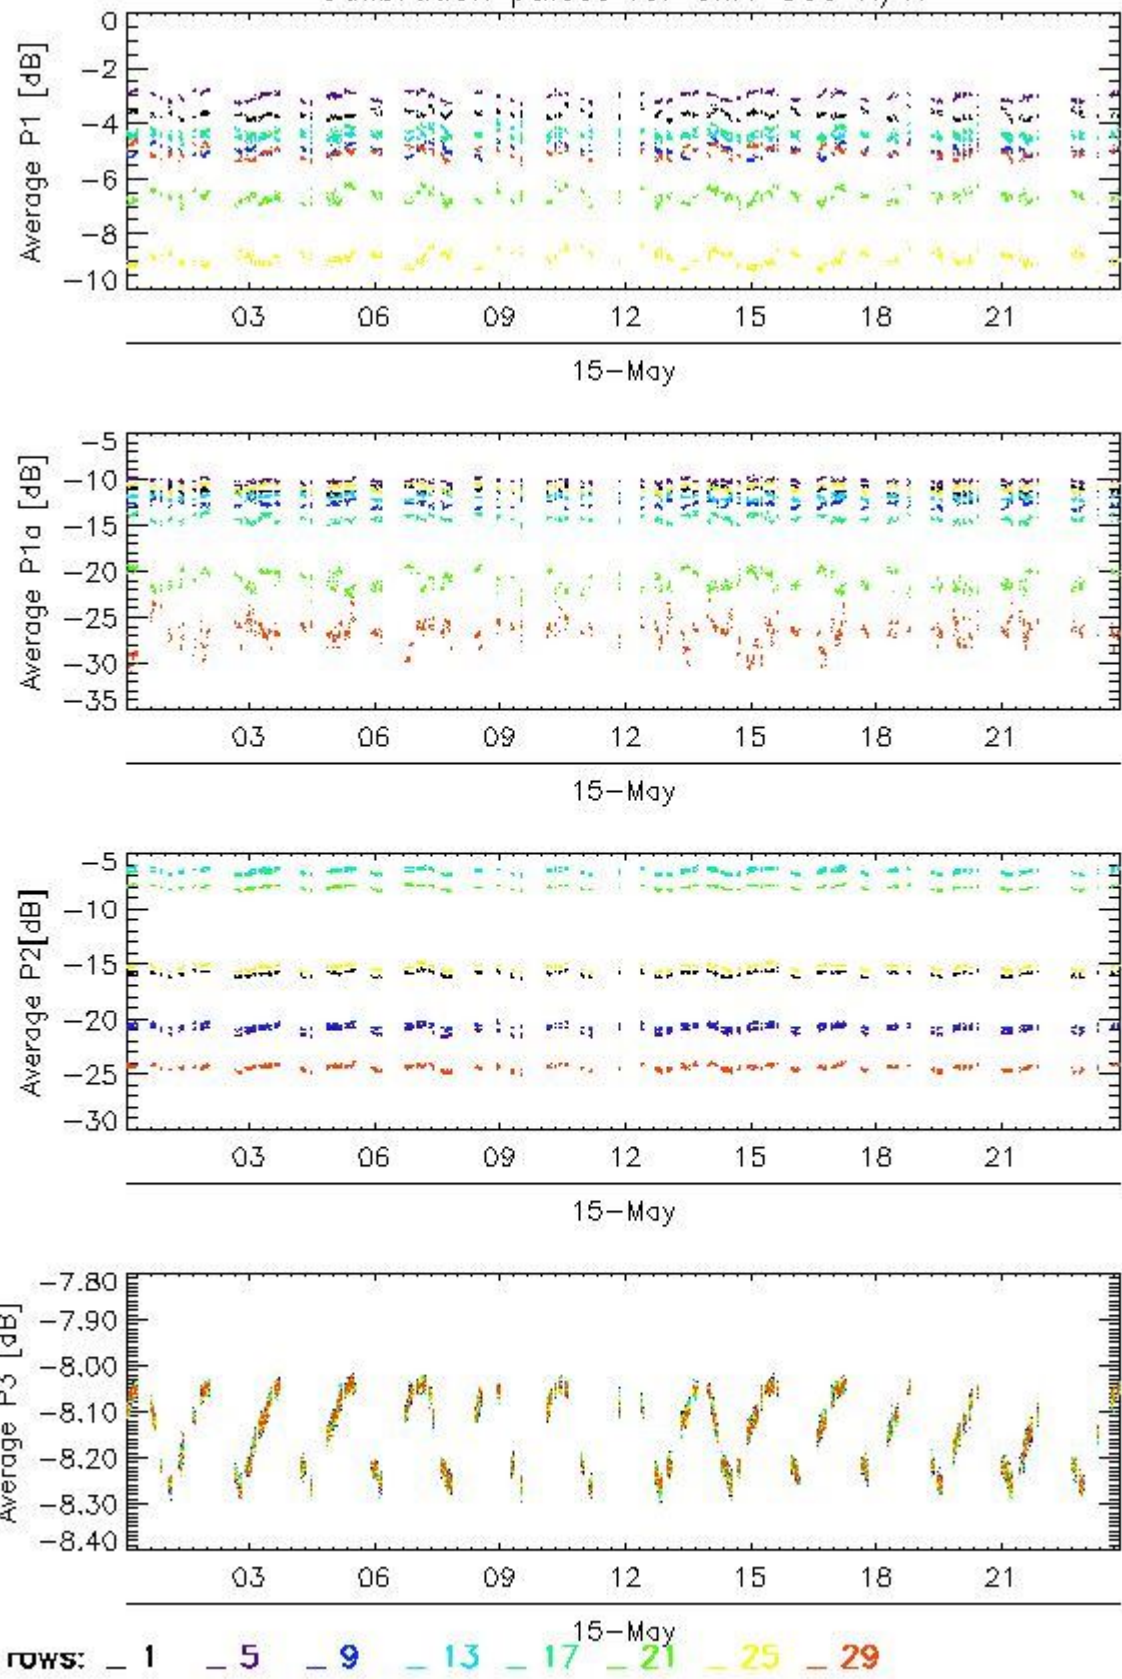 0
-2
-4
-6
-8
-10
Average P1 [dB]
03 06 09 12 15 18 21
15-May
-5
-10
-15
-20
-25
-30
-35
Average P1a [dB]
03 06 09 12 15 18 21
15-May
-5
-10
-15
-20
-25
-30
Average P2[dB]
03 06 09 12 15 18 21
15-May
-7.80
-7.90
-8.00
-8.10
-8.20
-8.30
-8.40
Average P3 [dB]
03 06 09 12 15 18 21
15-May
rows: _ 1 _ 5 _ 9 _ 13 _ 17 _ 21 _ 25 _ 29